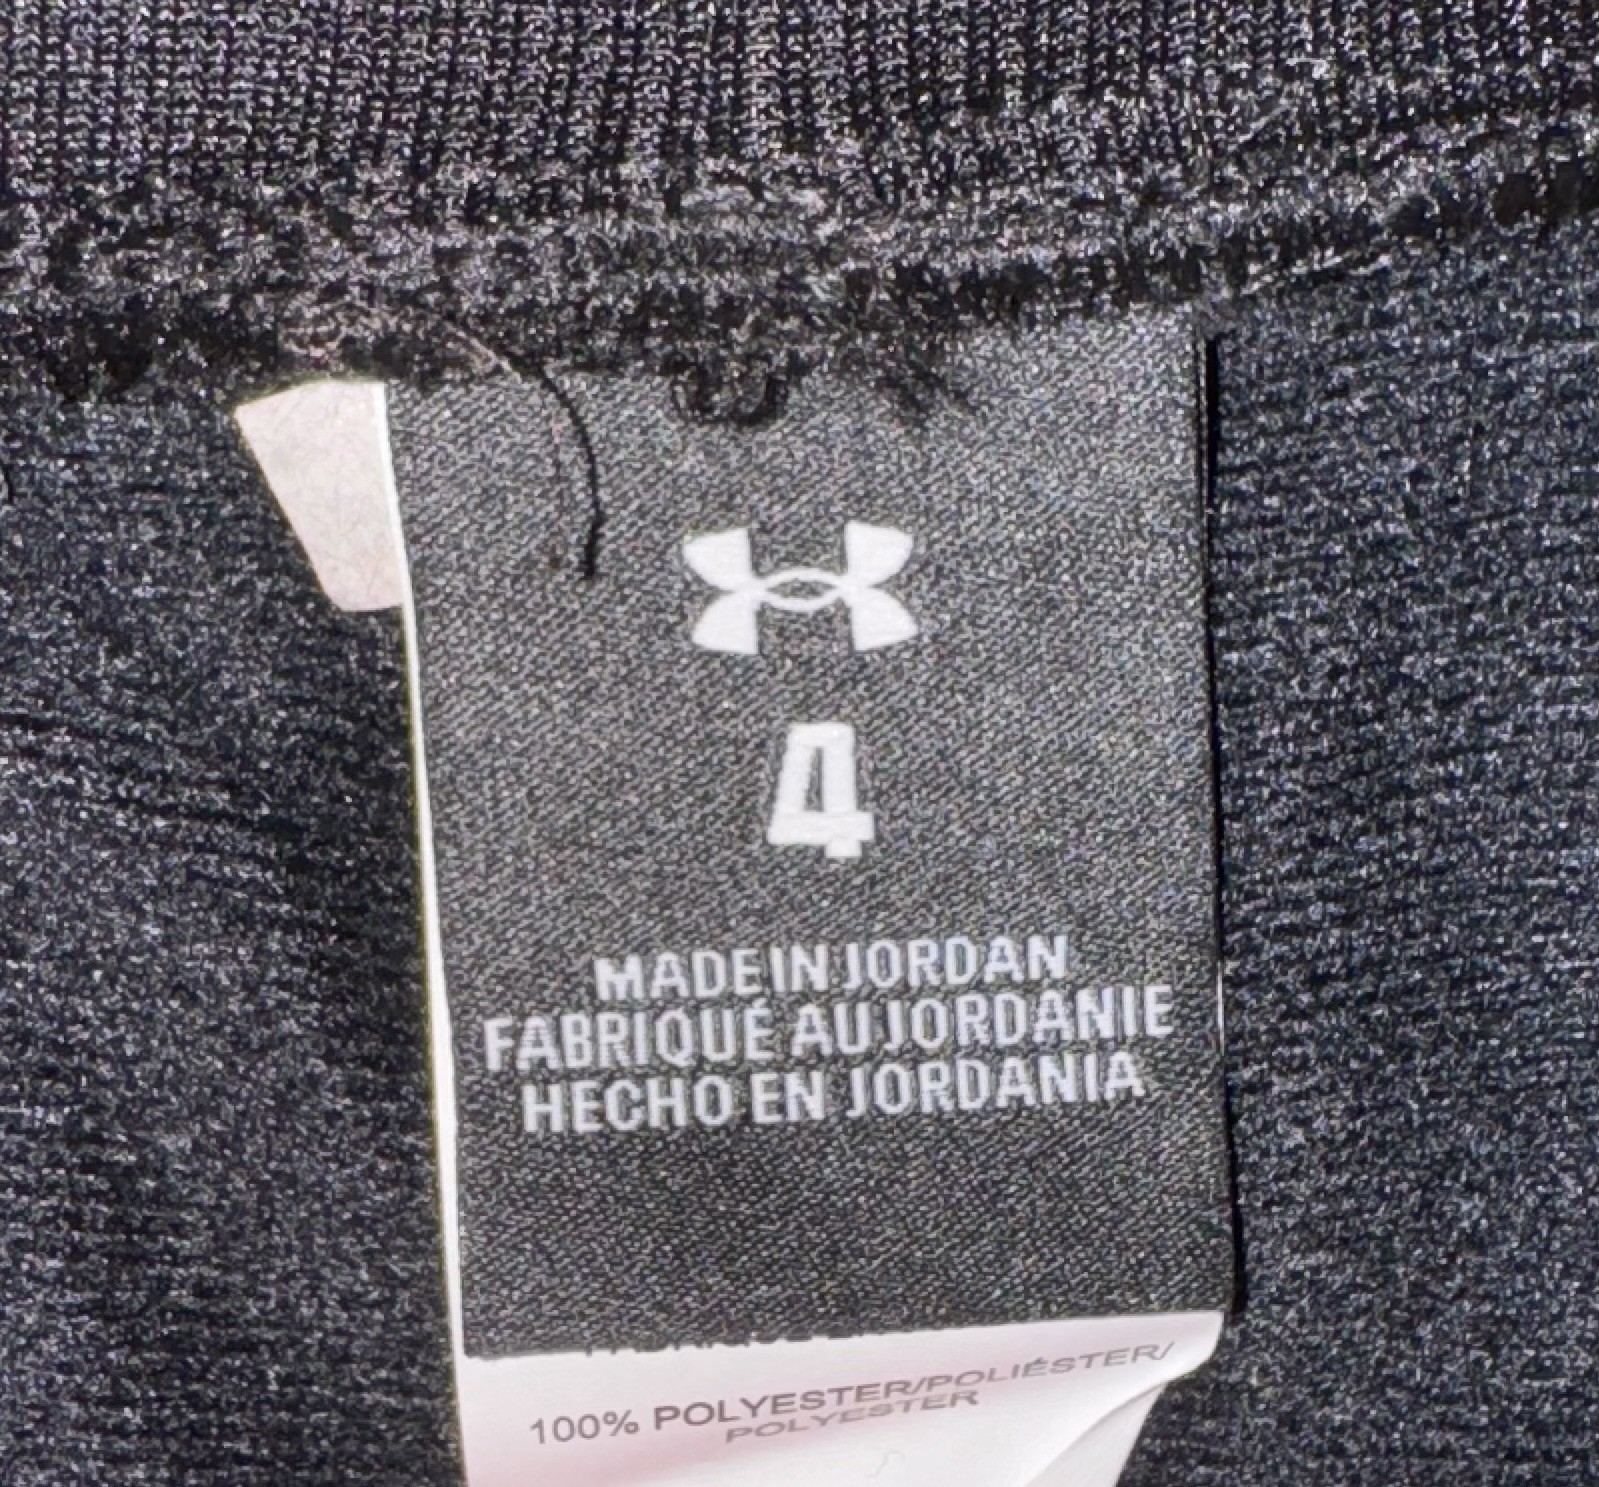 4
MADE IN JORDAN
FABRIQUÉ AU JORDANIE
HECHO EN JORDANIA
100% POLYESTER/POLIÉSTER/
POLYESTER